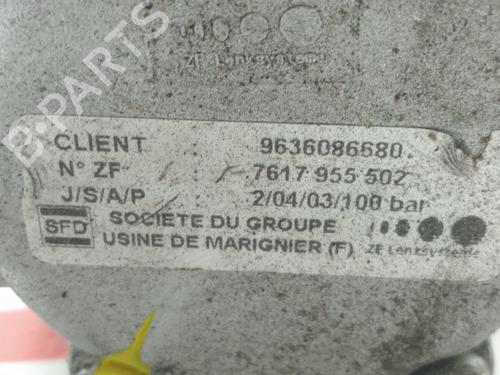 ZF Lenksysteme
CLIENT : 9636086680
N° ZF : 7617 955 502
J/S/A/P : 2/04/03/100 bar
SFD SOCIETE DU GROUPE
USINE DE MARIGNIER (F) ZF Lenksysteme
B-PARTS